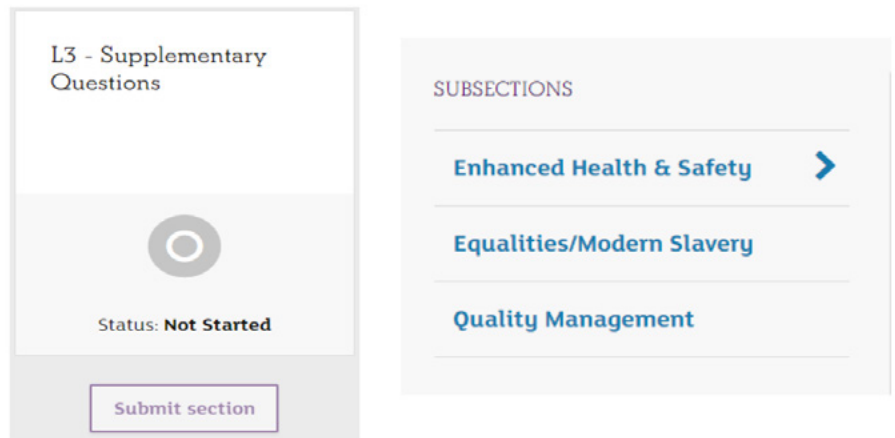 L3 - Supplementary
Questions
Status: Not Started
Submit section
SUBSECTIONS
Enhanced Health & Safety
Equalities/Modern Slavery
Quality Management